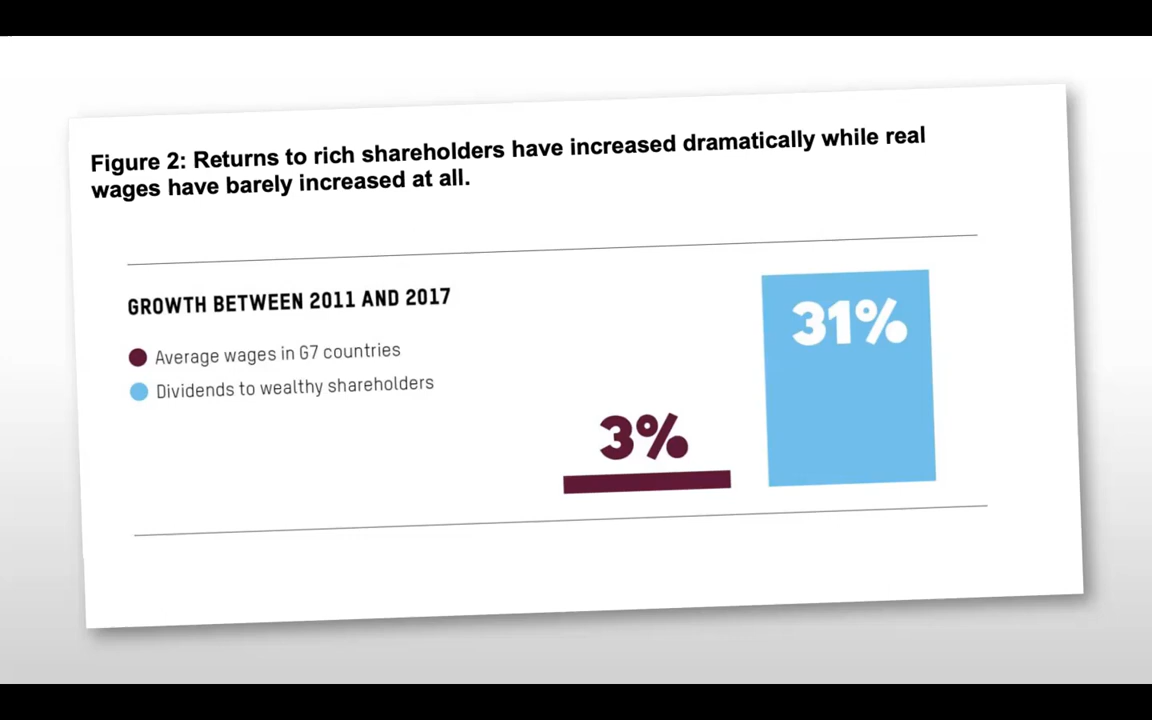 Figure 2: Returns to rich shareholders have increased dramatically while real
wages have barely increased at all.
GROWTH BETWEEN 2011 AND 2017
Average wages in G7 countries
Dividends to wealthy shareholders
3%
31%